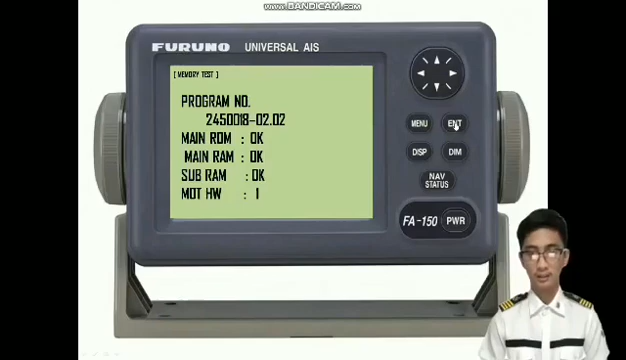 WWW.BANDICAM.COM
FURUNO UNIVERSAL AIS
[ MEMORY TEST ]
PROGRAM NO.
2450018-02.02
MAIN ROM : OK
MAIN RAM : OK
SUB RAM : OK
MOT HW : 1
MENU ENT
DISP DIM
NAV
STATUS
FA-150 PWR